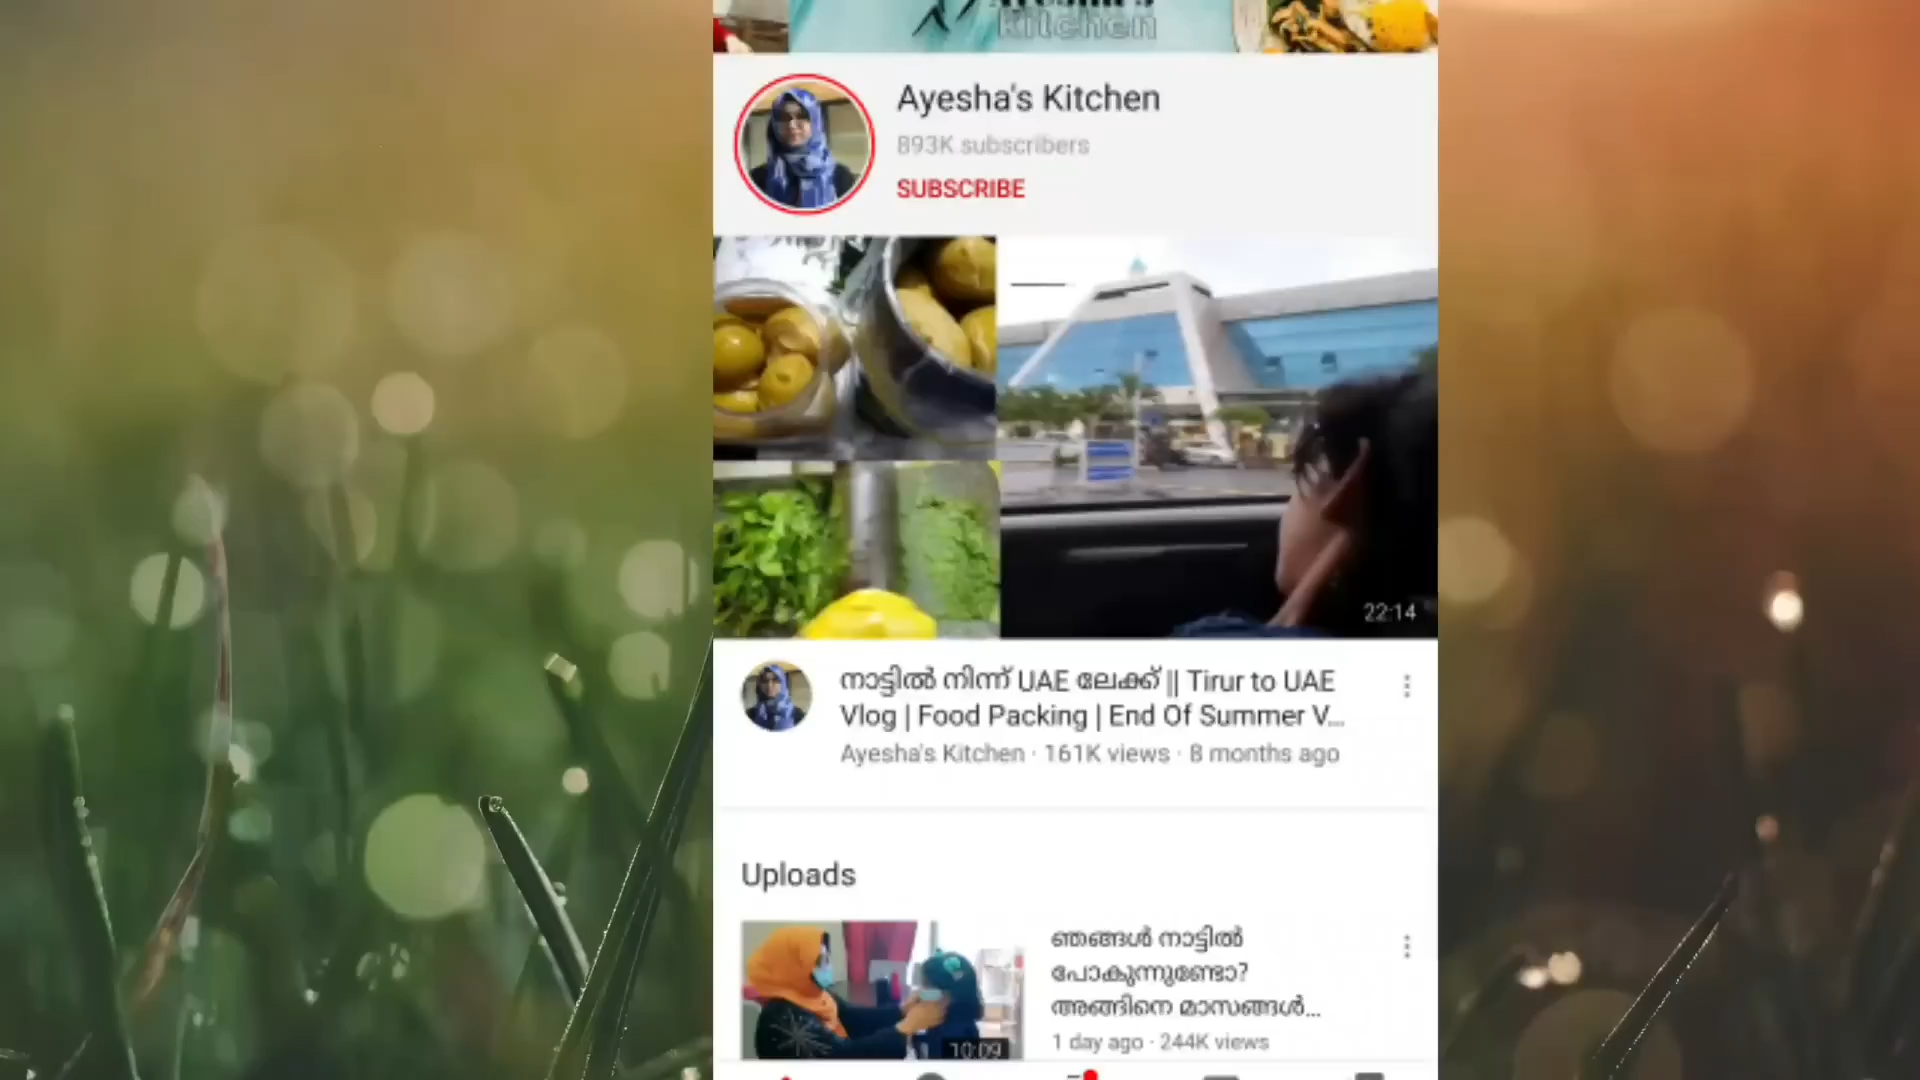 Kitchen
Ayesha's Kitchen
893K subscribers
SUBSCRIBE
22:14
നാട്ടിൽ നിന്ന് UAE ലേക്ക് || Tirur to UAE
Vlog | Food Packing | End Of Summer V...
Ayesha's Kitchen · 161K views · 8 months ago
Uploads
ഞങ്ങൾ നാട്ടിൽ
പോകുന്നുണ്ടോ?
അങ്ങിനെ മാസങ്ങൾ...
10:09
1 day ago · 244K views